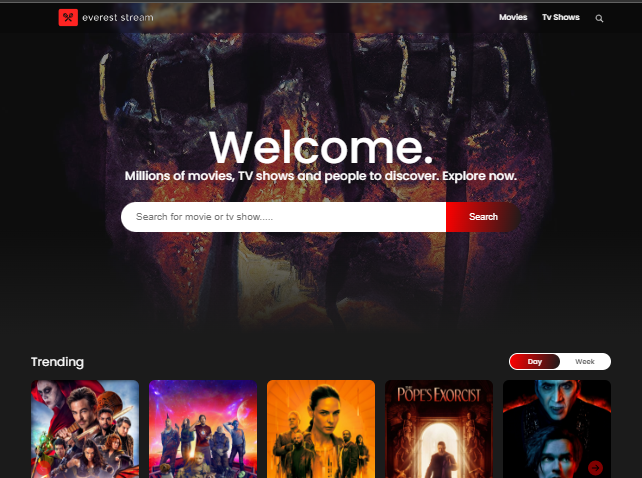 everest stream
Movies
Tv Shows
Welcome.
Millions of movies, TV shows and people to discover. Explore now.
Search for movie or tv show.....
Search
Trending
Day
Week
THE POPE'S EXORCIST